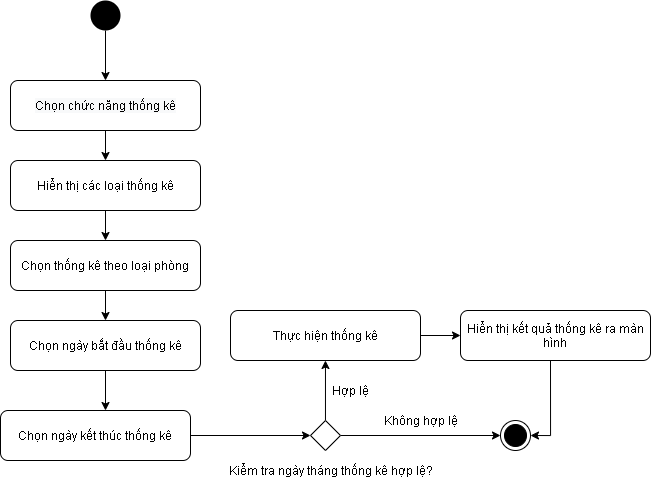 Chọn chức năng thống kê
Hiển thị các loại thống kê
Chọn thống kê theo loại phòng
Chọn ngày bắt đầu thống kê
Chọn ngày kết thúc thống kê
Thực hiện thống kê
Hiển thị kết quả thống kê ra màn
hình
Hợp lệ
Không hợp lệ
Kiểm tra ngày tháng thống kê hợp lệ?